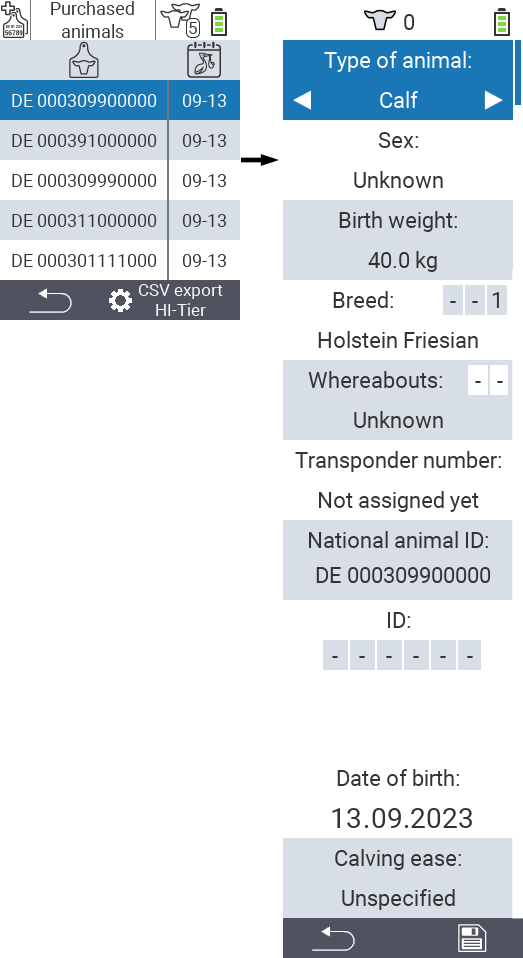 Purchased
animals
5
56789
DE 000309900000 09-13
DE 000391000000 09-13
DE 000309990000 09-13
DE 000311000000 09-13
DE 000301111000 09-13
CSV export
HI-Tier
0
Type of animal:
Calf
Sex:
Unknown
Birth weight:
40.0 kg
Breed: - - 1
Holstein Friesian
Whereabouts: - -
Unknown
Transponder number:
Not assigned yet
National animal ID:
DE 000309900000
ID:
- - - - - -
Date of birth:
13.09.2023
Calving ease:
Unspecified